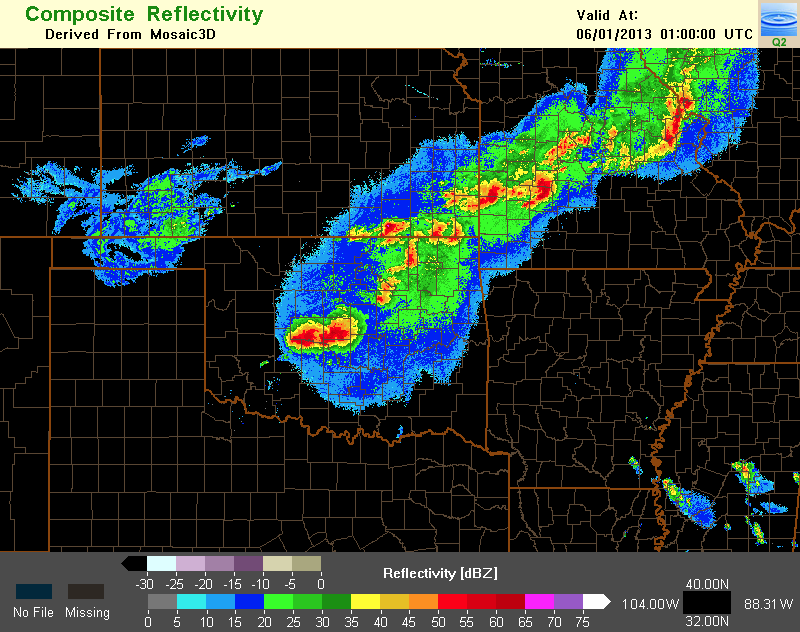 Composite Reflectivity
Derived From Mosaic3D
Valid At:
06/01/2013 01:00:00 UTC
Q2
-30 -25 -20 -15 -10 -5 0
Reflectivity [dBZ]
No File Missing
0 5 10 15 20 25 30 35 40 45 50 55 60 65 70 75
40.00N
104.00W 88.31W
32.00N